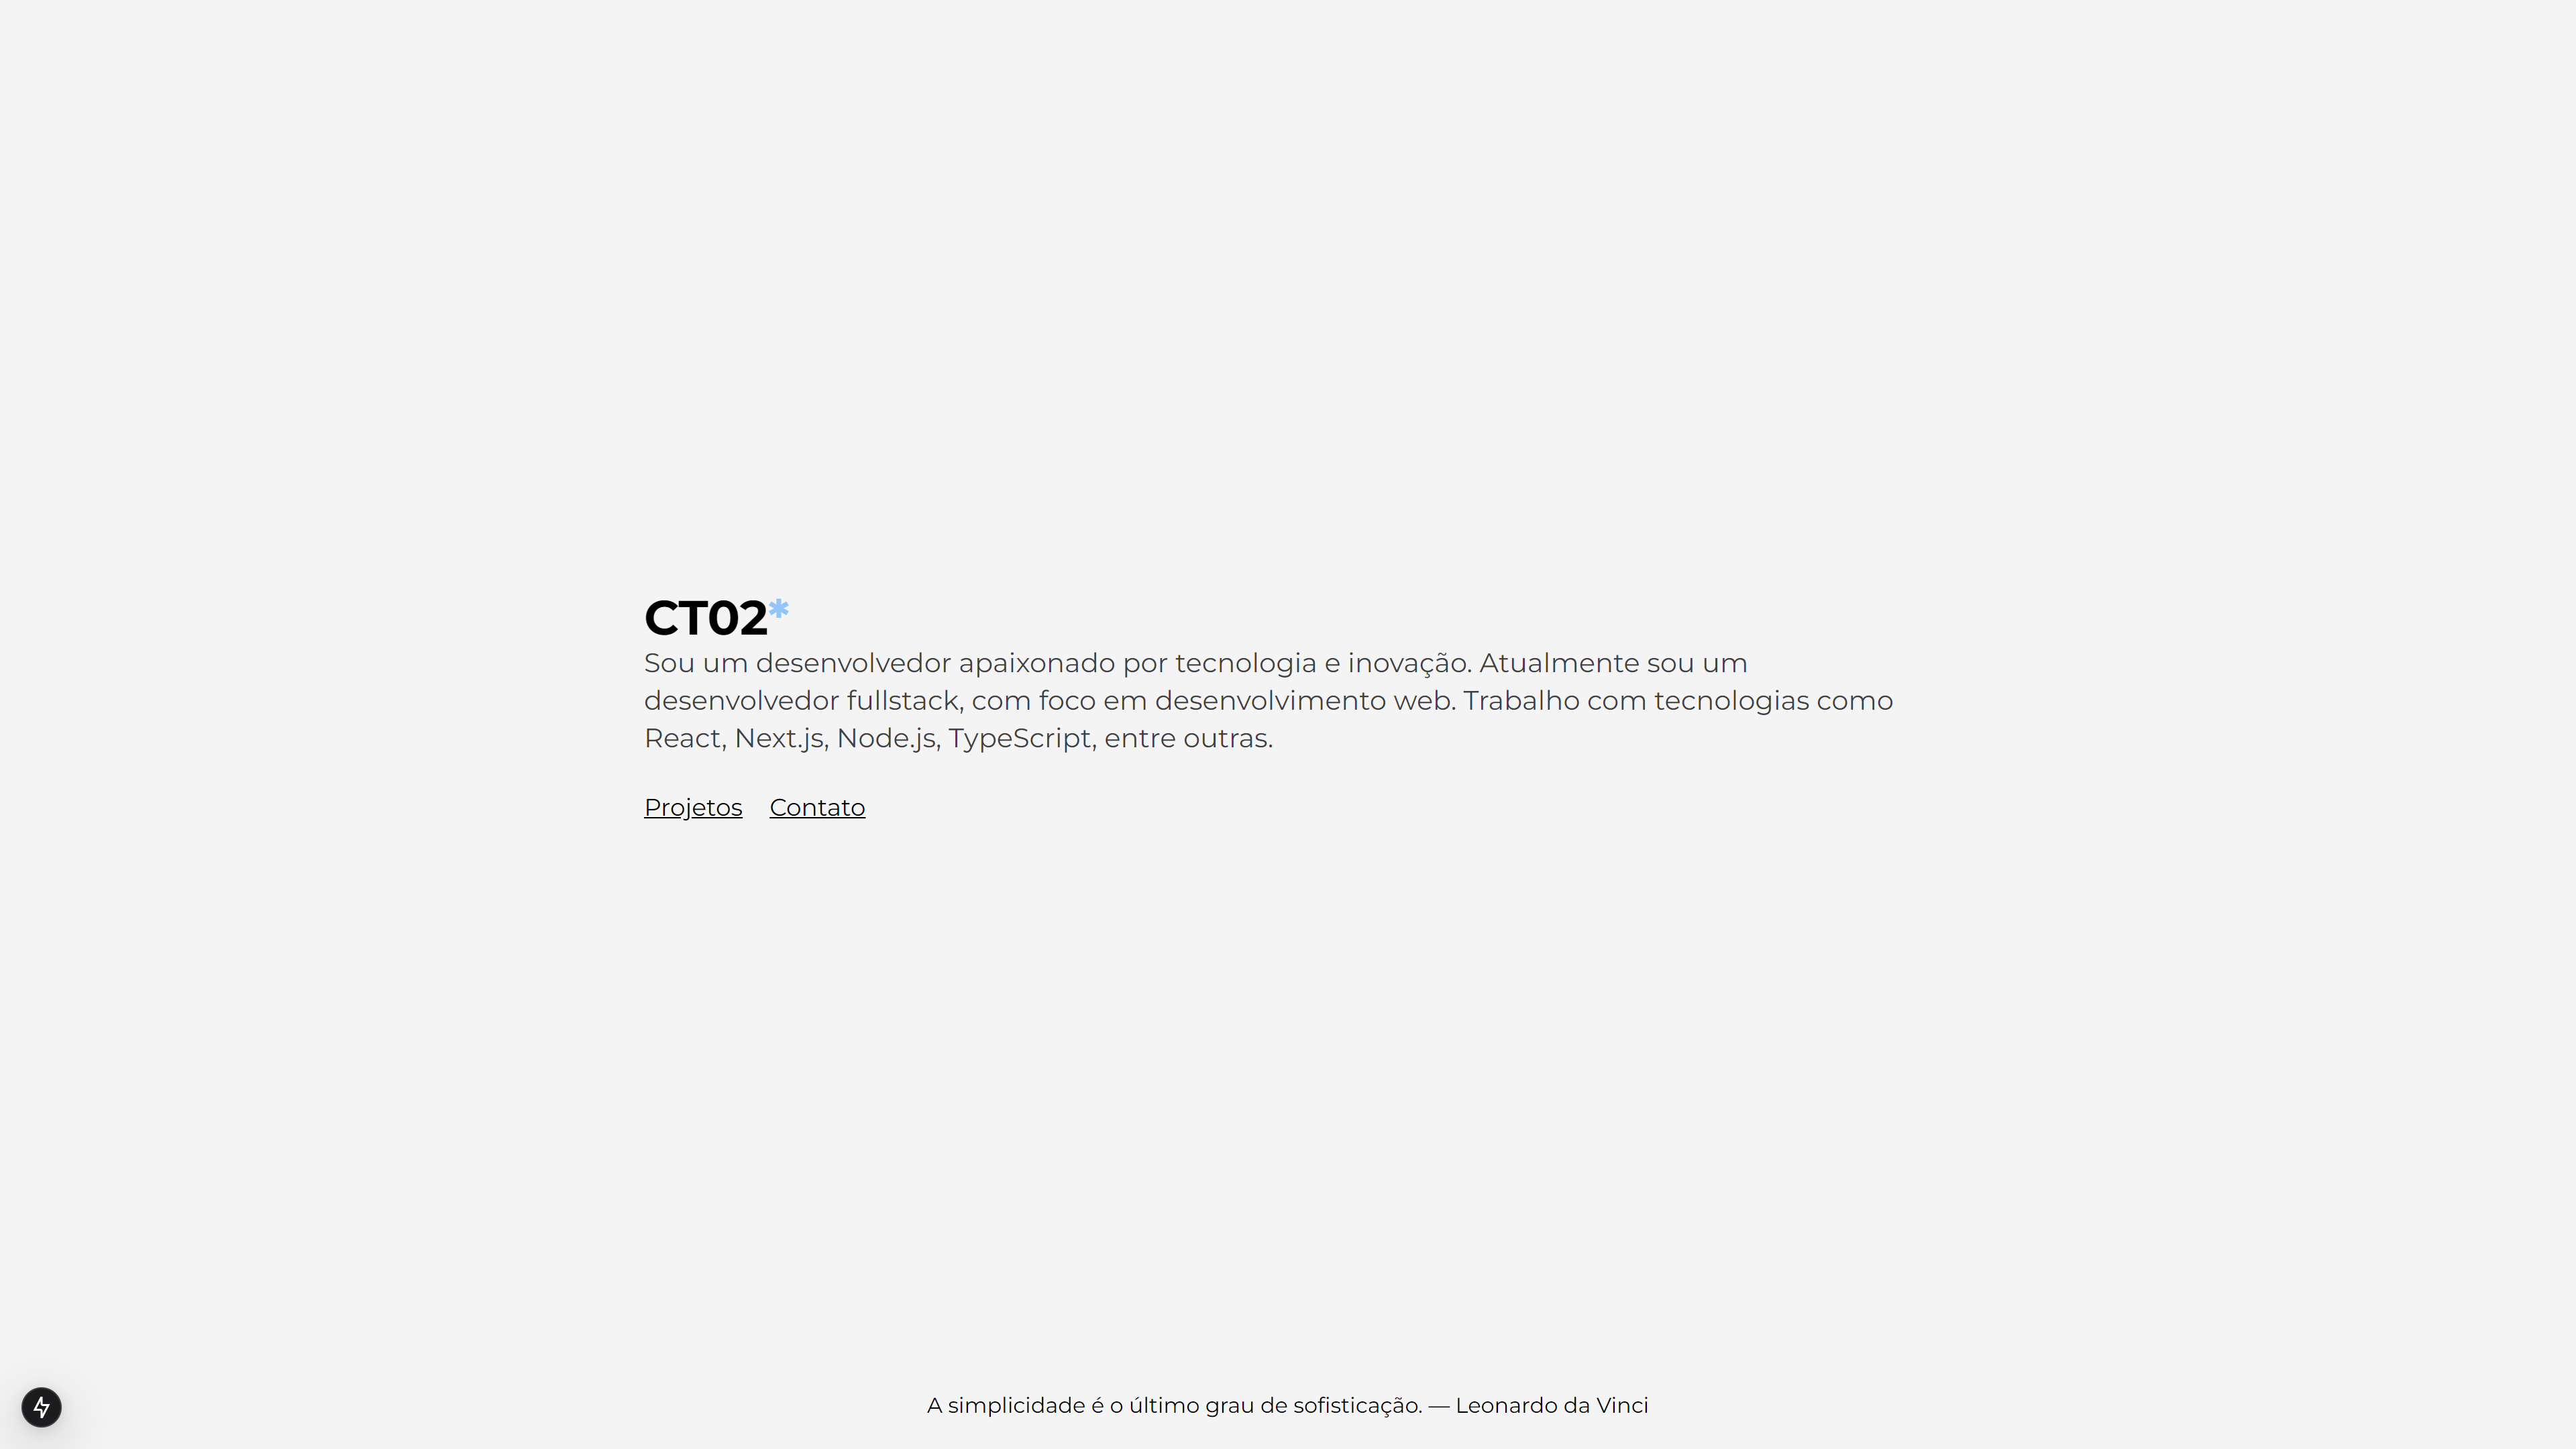 CT02*
Sou um desenvolvedor apaixonado por tecnologia e inovação. Atualmente sou um
desenvolvedor fullstack, com foco em desenvolvimento web. Trabalho com tecnologias como
React, Next.js, Node.js, TypeScript, entre outras.
Projetos Contato
A simplicidade é o último grau de sofisticação. — Leonardo da Vinci